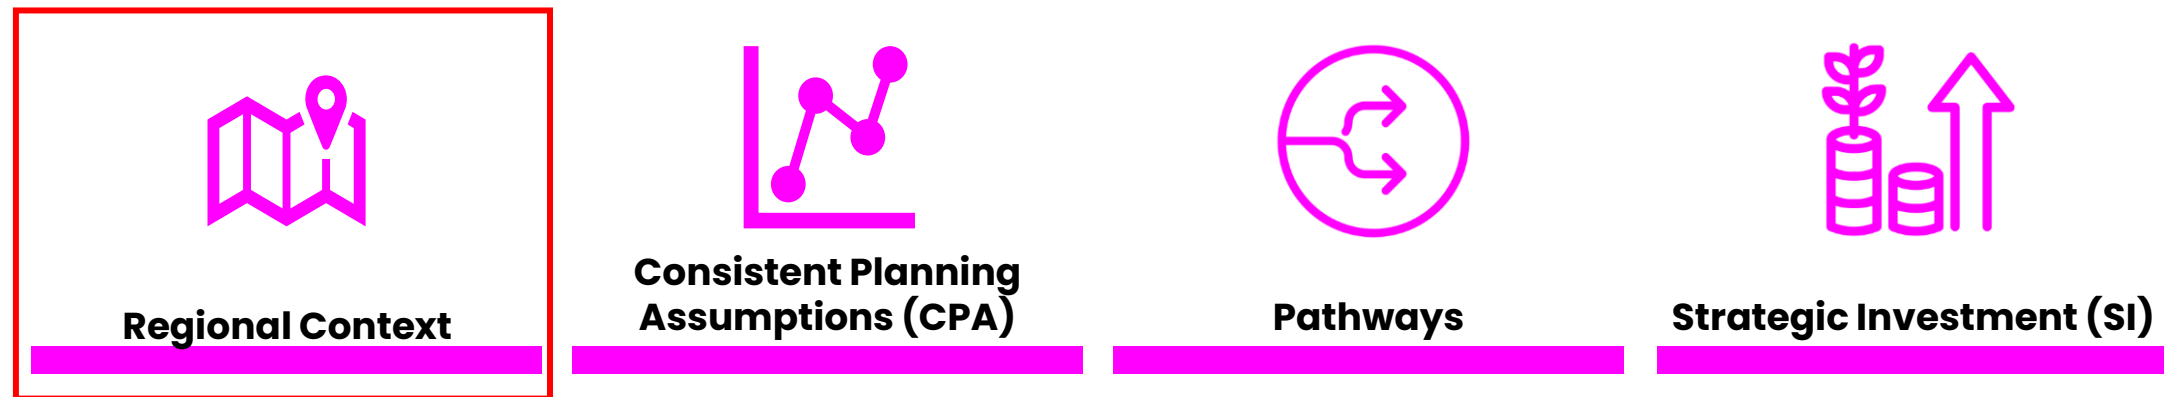 Regional Context
Consistent Planning
Assumptions (CPA)
Pathways
Strategic Investment (SI)